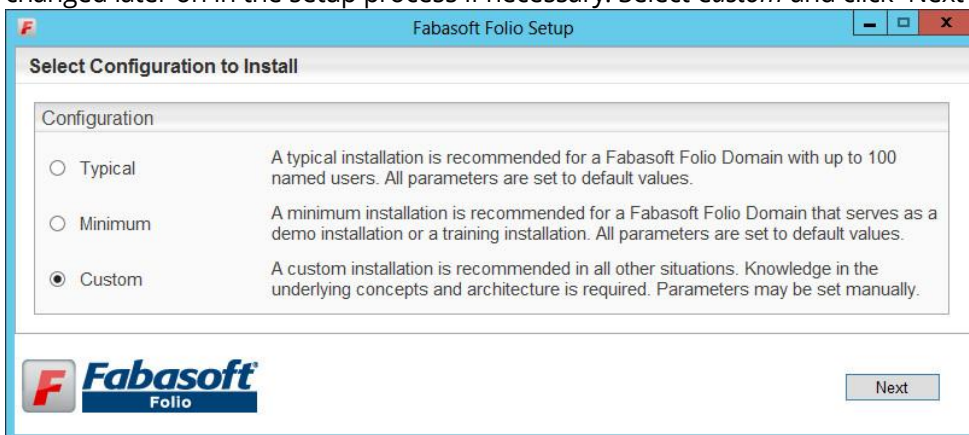 changed later on in the setup process if necessary. Select Custom and click "Next"
Fabasoft Folio Setup
Select Configuration to Install
Configuration
Typical
A typical installation is recommended for a Fabasoft Folio Domain with up to 100
named users. All parameters are set to default values.
Minimum
A minimum installation is recommended for a Fabasoft Folio Domain that serves as a
demo installation or a training installation. All parameters are set to default values.
Custom
A custom installation is recommended in all other situations. Knowledge in the
underlying concepts and architecture is required. Parameters may be set manually.
Fabasoft
Folio
Next